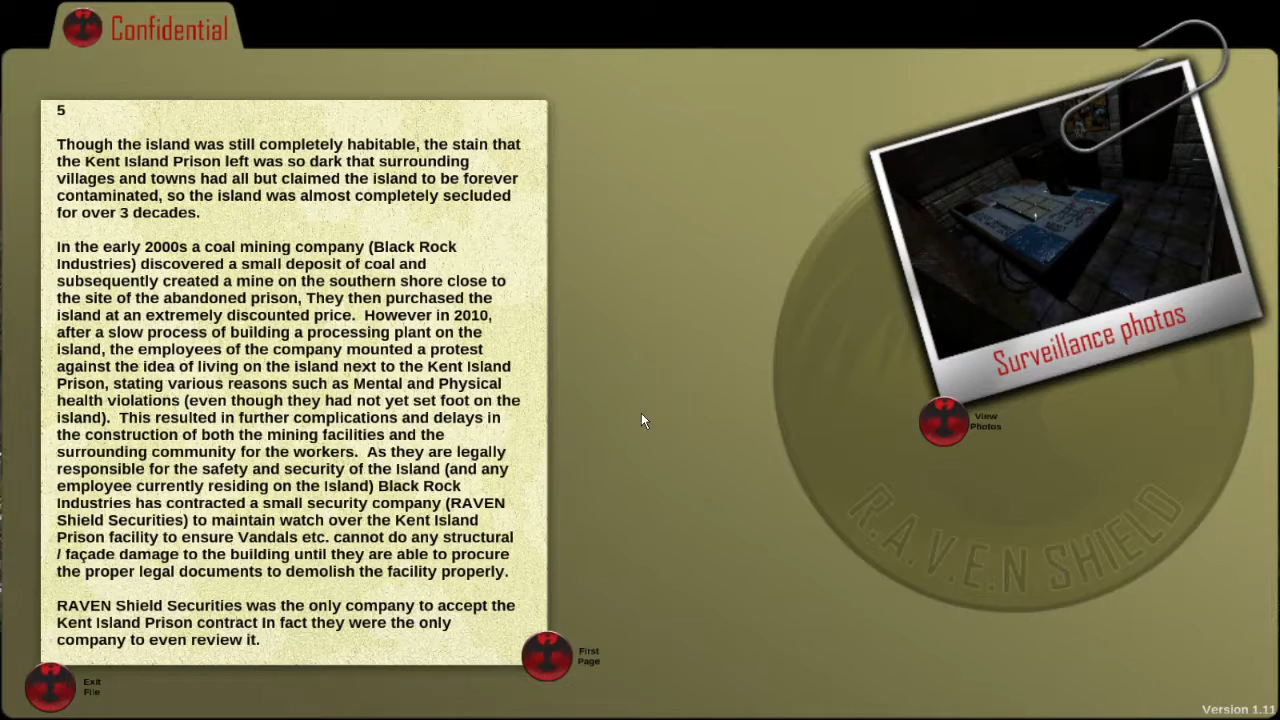 Confidential
5
Though the island was still completely habitable, the stain that
the Kent Island Prison left was so dark that surrounding
villages and towns had all but claimed the island to be forever
contaminated, so the island was almost completely secluded
for over 3 decades.
In the early 2000s a coal mining company (Black Rock
Industries) discovered a small deposit of coal and
subsequently created a mine on the southern shore close to
the site of the abandoned prison, They then purchased the
island at an extremely discounted price.  However in 2010,
after a slow process of building a processing plant on the
island, the employees of the company mounted a protest
against the idea of living on the island next to the Kent Island
Prison, stating various reasons such as Mental and Physical
health violations (even though they had not yet set foot on the
island).  This resulted in further complications and delays in
the construction of both the mining facilities and the
surrounding community for the workers.  As they are legally
responsible for the safety and security of the Island (and any
employee currently residing on the Island) Black Rock
Industries has contracted a small security company (RAVEN
Shield Securities) to maintain watch over the Kent Island
Prison facility to ensure Vandals etc. cannot do any structural
/ façade damage to the building until they are able to procure
the proper legal documents to demolish the facility properly.
RAVEN Shield Securities was the only company to accept the
Kent Island Prison contract In fact they were the only
company to even review it.
Exit
File
First
Page
Surveillance photos
View
Photos
R.A.V.E.N SHIELD
Version 1.11